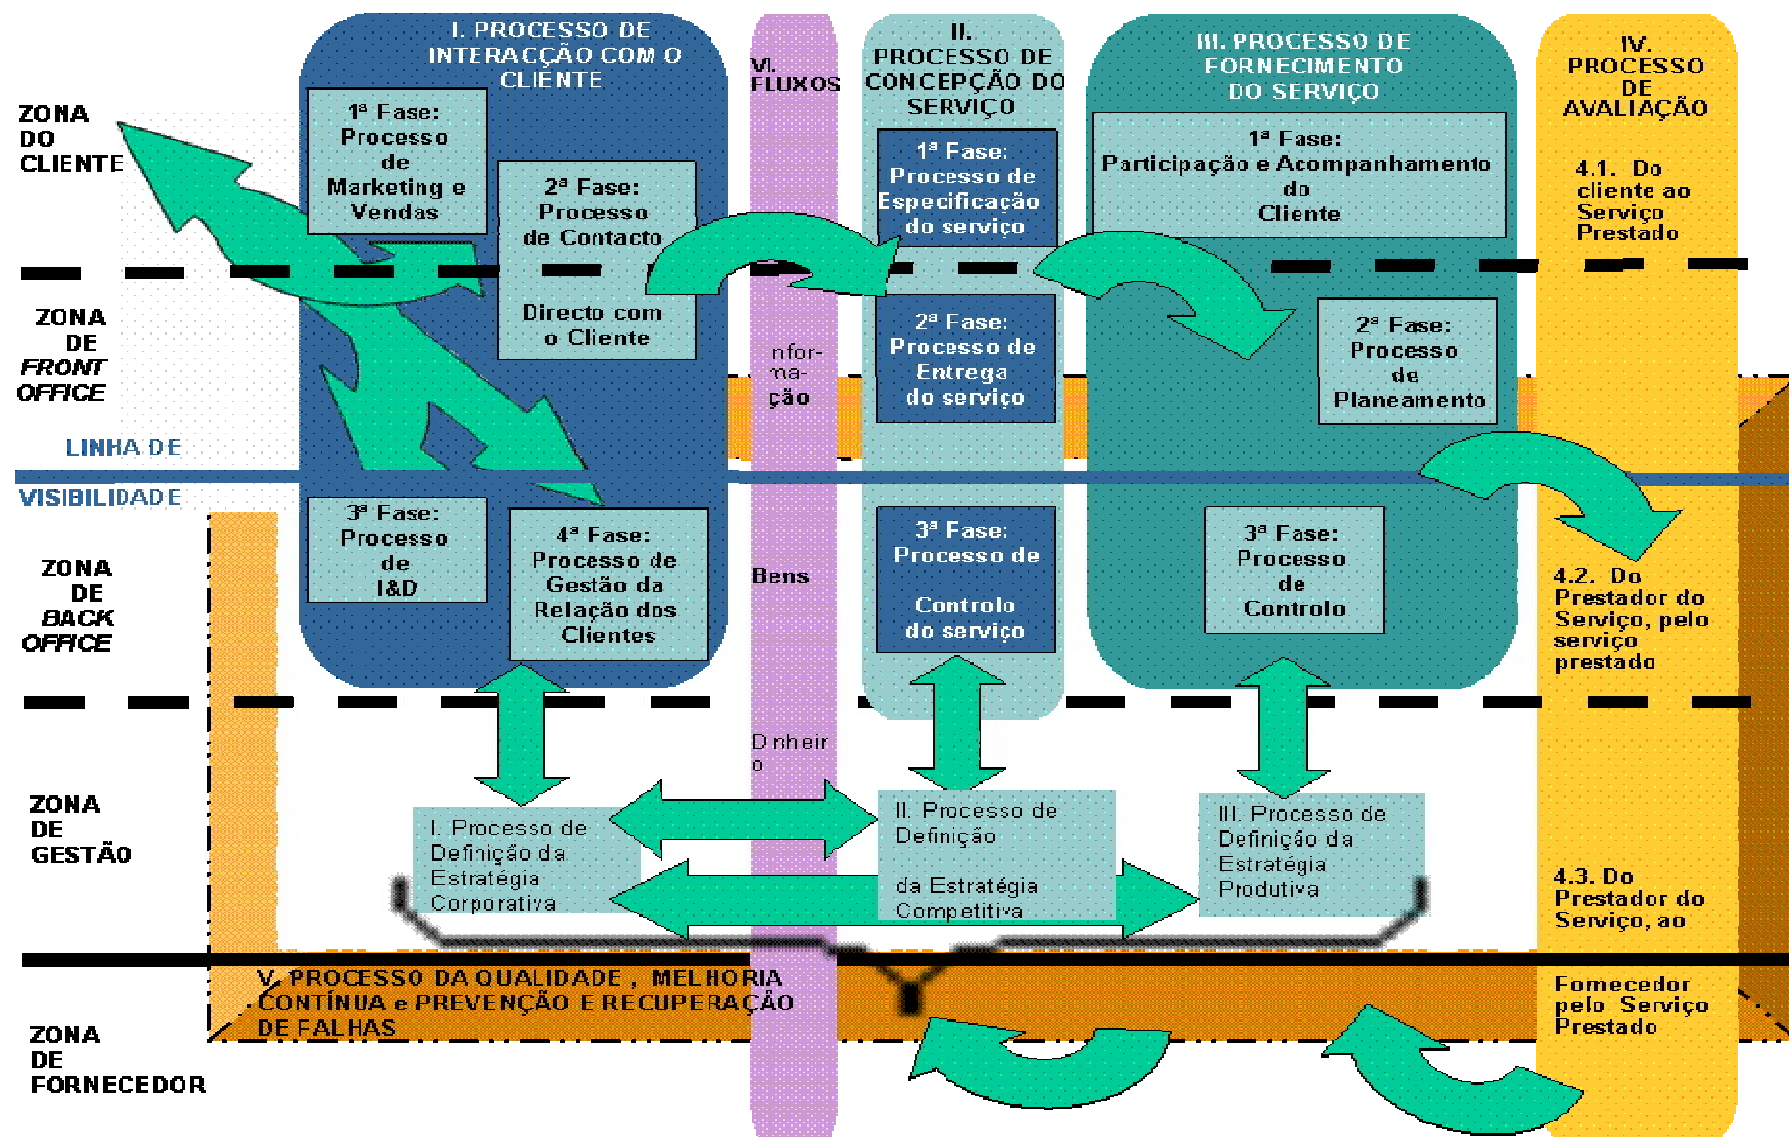 I. PROCESSO DE
INTERACÇÃO COM O
CLIENTE
VI.
FLUXOS
II.
PROCESSO DE
CONCEPÇÃO DO
SERVIÇO
III. PROCESSO DE
FORNECIMENTO
DO SERVIÇO
IV.
PROCESSO
DE
AVALIAÇÃO
ZONA
DO
CLIENTE
1ª Fase:
Processo
de
Marketing e
Vendas
2ª Fase:
Processo
de Contacto
Directo com
o Cliente
1ª Fase:
Processo de
Especificação
do serviço
1ª Fase:
Participação e Acompanhamento
do
Cliente
4.1. Do
cliente ao
Serviço
Prestado
ZONA
DE
FRONT
OFFICE
nfor-
ma-
ção
2ª Fase:
Processo de
Entrega
do serviço
2ª Fase:
Processo
de
Planeamento
LINHA DE
VISIBILIDADE
3ª Fase:
Processo
de
I&D
4ª Fase:
Processo de
Gestão da
Relação dos
Clientes
3ª Fase:
Processo de
Controlo
do serviço
3ª Fase:
Processo
de
Controlo
ZONA
DE
BACK
OFFICE
Bens
4.2. Do
Prestador do
Serviço, pelo
serviço
prestado
Dinheir
o
ZONA
DE
GESTÃO
I. Processo de
Definição da
Estratégia
Corporativa
II. Processo de
Definição
da Estratégia
Competitiva
III. Processo de
Definição da
Estratégia
Produtiva
4.3. Do
Prestador do
Serviço, ao
Fornecedor
pelo Serviço
Prestado
V. PROCESSO DA QUALIDADE , MELHORIA
CONTÍNUA e PREVENÇÃO E RECUPERAÇÃO
DE FALHAS
ZONA
DE
FORNECEDOR